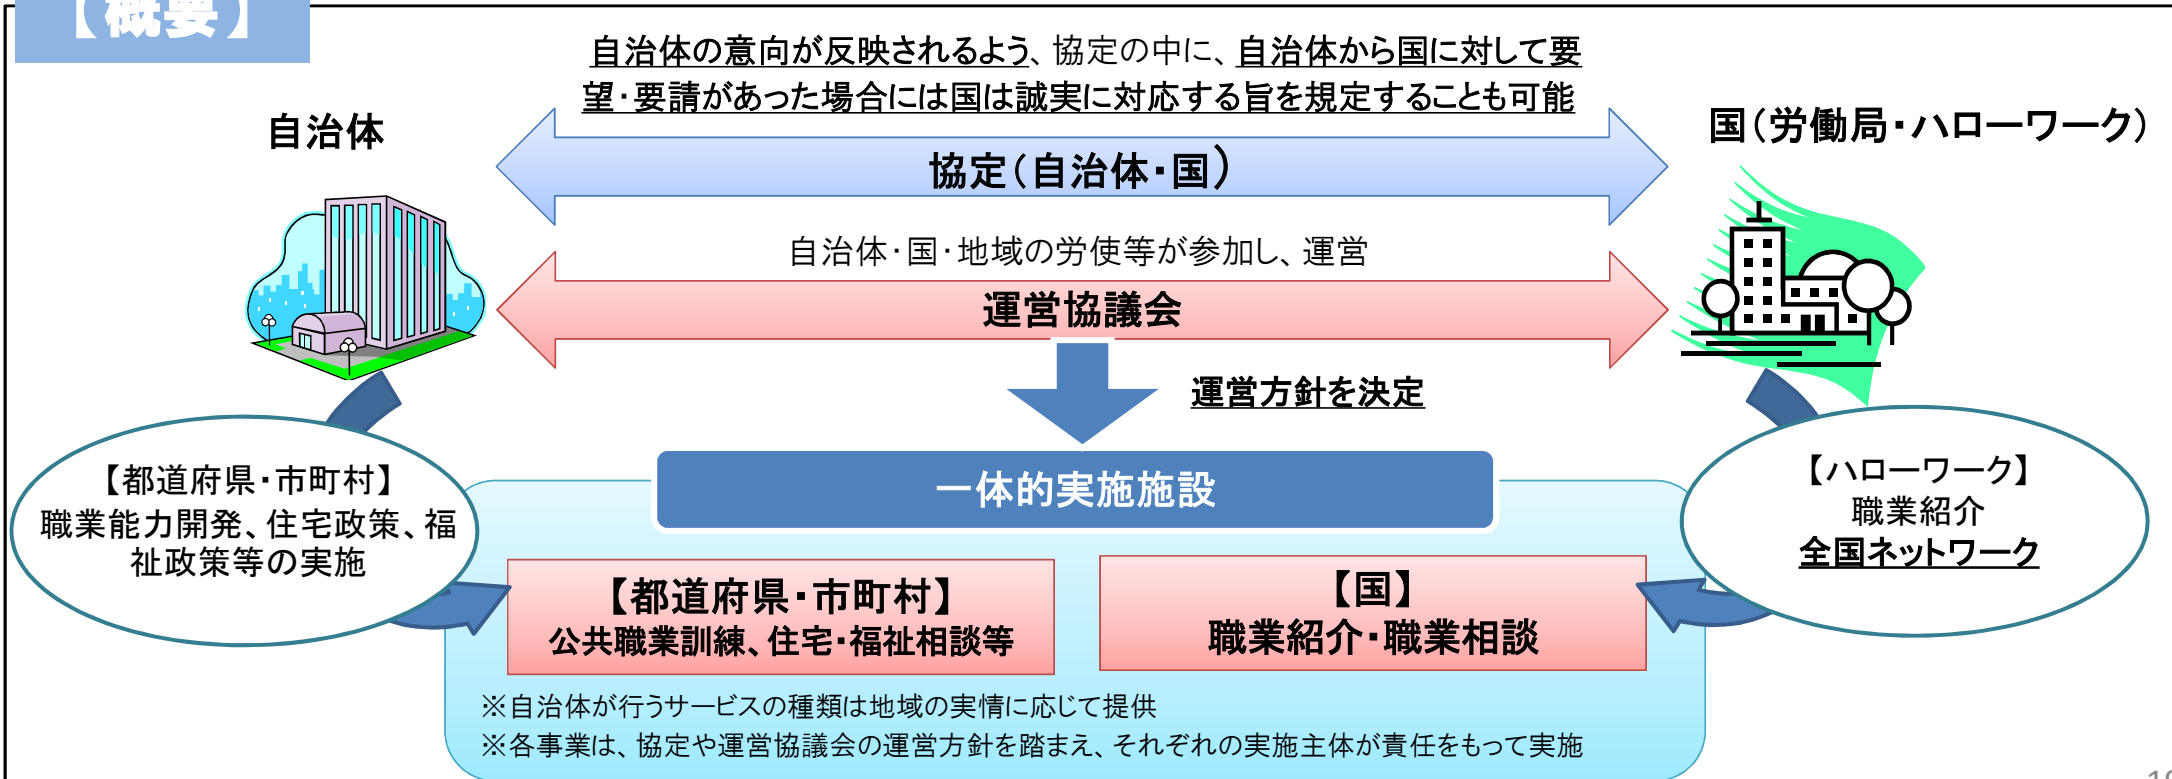 【概要】
自治体の意向が反映されるよう、協定の中に、自治体から国に対して要
望・要請があった場合には国は誠実に対応する旨を規定することも可能
自治体
国（労働局・ハローワーク）
協定（自治体・国）
自治体・国・地域の労使等が参加し、運営
運営協議会
運営方針を決定
【都道府県・市町村】
職業能力開発、住宅政策、福
祉政策等の実施
【ハローワーク】
職業紹介
全国ネットワーク
一体的実施施設
【都道府県・市町村】
公共職業訓練、住宅・福祉相談等
【国】
職業紹介・職業相談
※自治体が行うサービスの種類は地域の実情に応じて提供
※各事業は、協定や運営協議会の運営方針を踏まえ、それぞれの実施主体が責任をもって実施